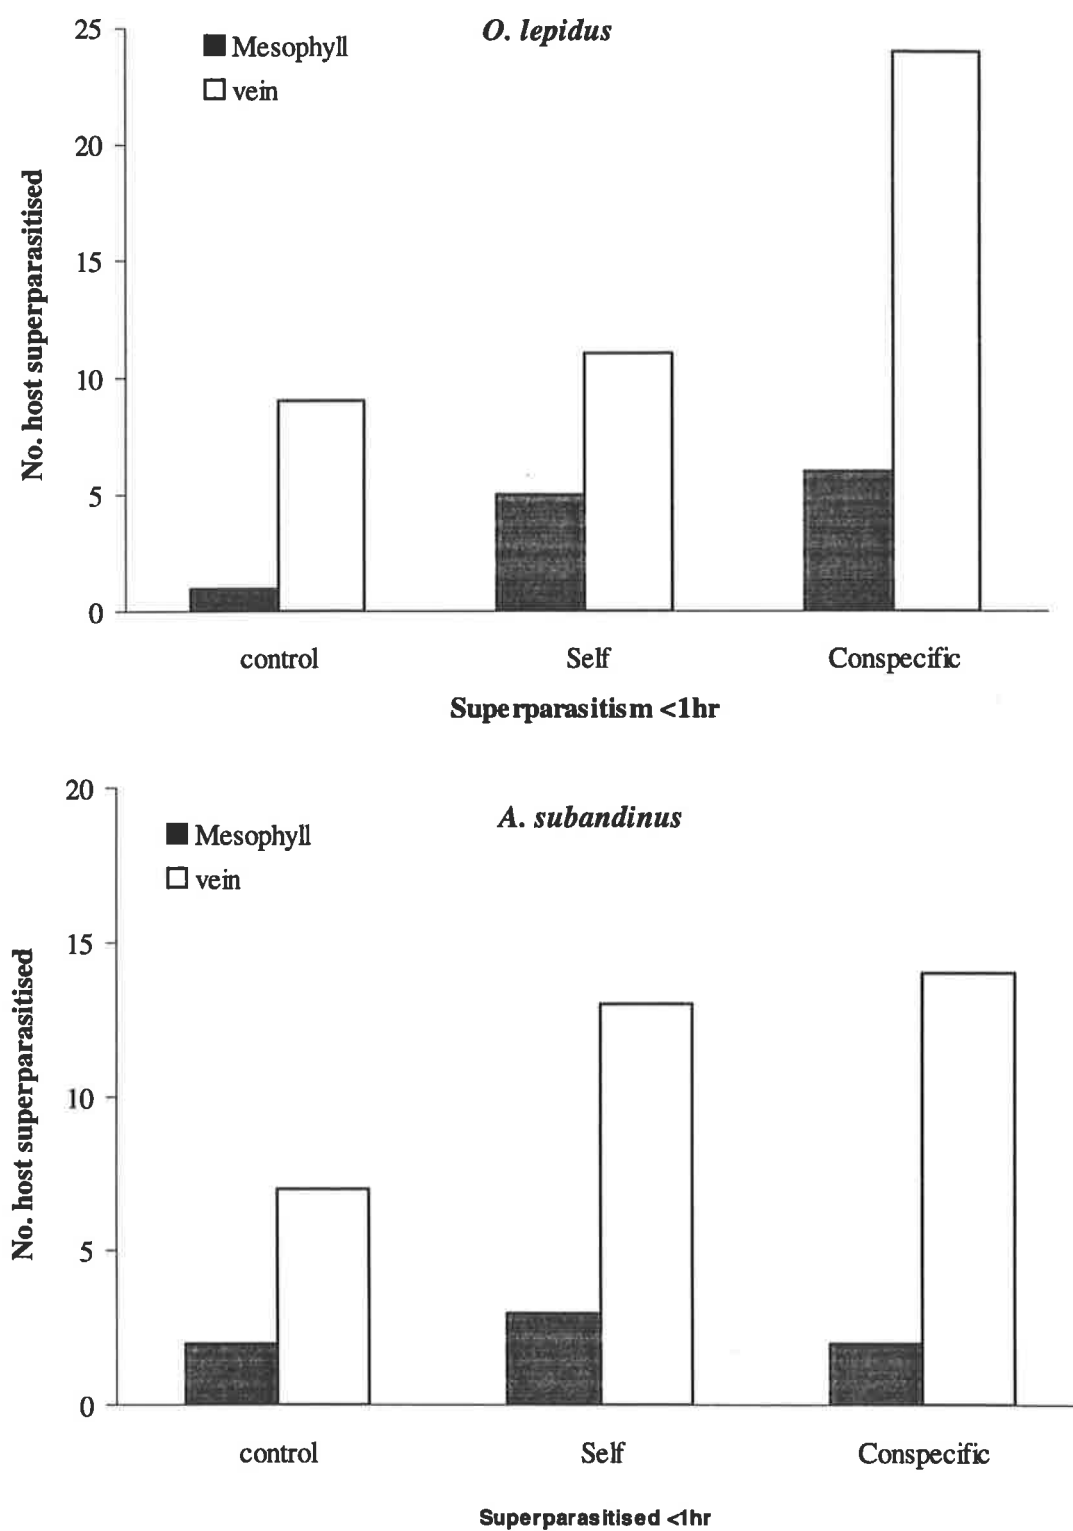 O. lepidus
Mesophyll
vein
25
20
15
10
5
0
No. host superparasitised
control Self Conspecific
Superparasitism <1hr
A. subandinus
Mesophyll
vein
20
15
10
5
0
No. host superparasitised
control Self Conspecific
Superparasitised <1hr